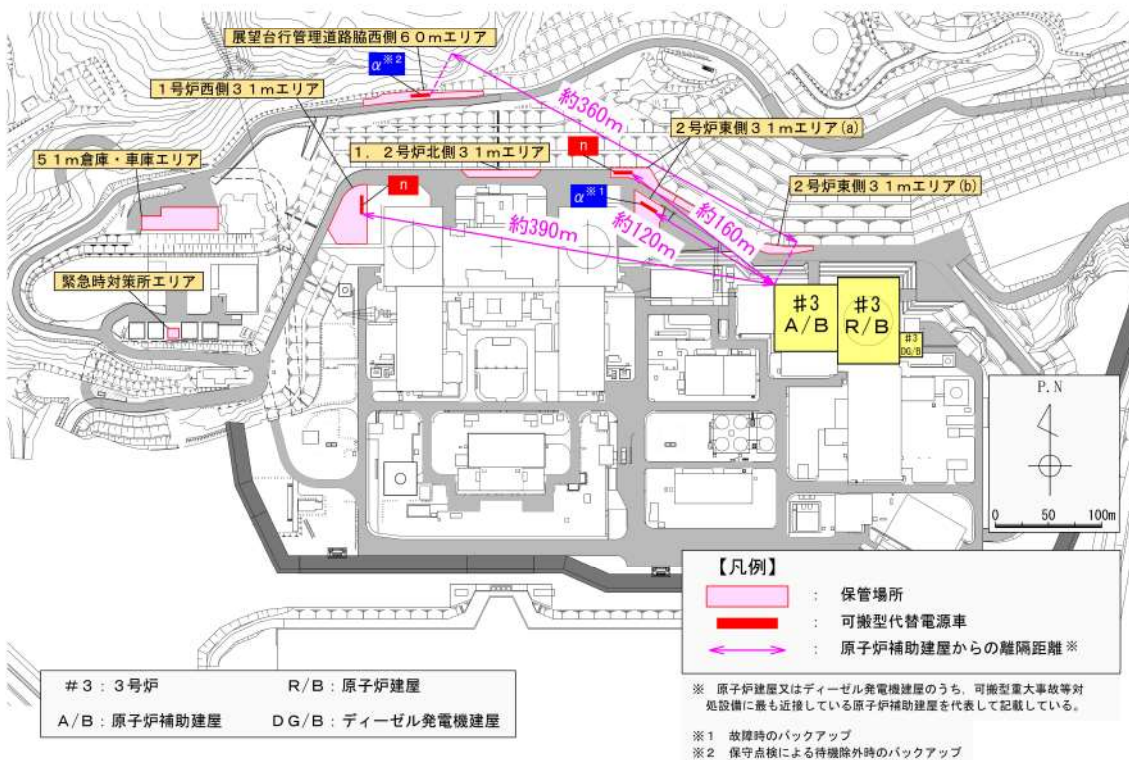 展望台行管理道路脇西側60mエリア
α※2
1号炉西側31mエリア
約360m
2号炉東側31mエリア(a)
n
51m倉庫・車庫エリア
1.2号炉北側31mエリア
2号炉東側31mエリア(b)
n
α※1
約390m
約120m
約160m
緊急時対策所エリア
#3
A/B
#3
R/B
#3
DG/B
P.N
0 50 100m
【凡例】
: 保管場所
: 可搬型代替電源車
: 原子炉補助建屋からの離隔距離※
#3:3号炉 R/B:原子炉建屋
A/B:原子炉補助建屋 DG/B:ディーゼル発電機建屋
※ 原子炉建屋又はディーゼル発電機建屋のうち、可搬型重大事故等対
処設備に最も近接している原子炉補助建屋を代表して記載している。
※1 故障時のバックアップ
※2 保守点検による待機除外時のバックアップ